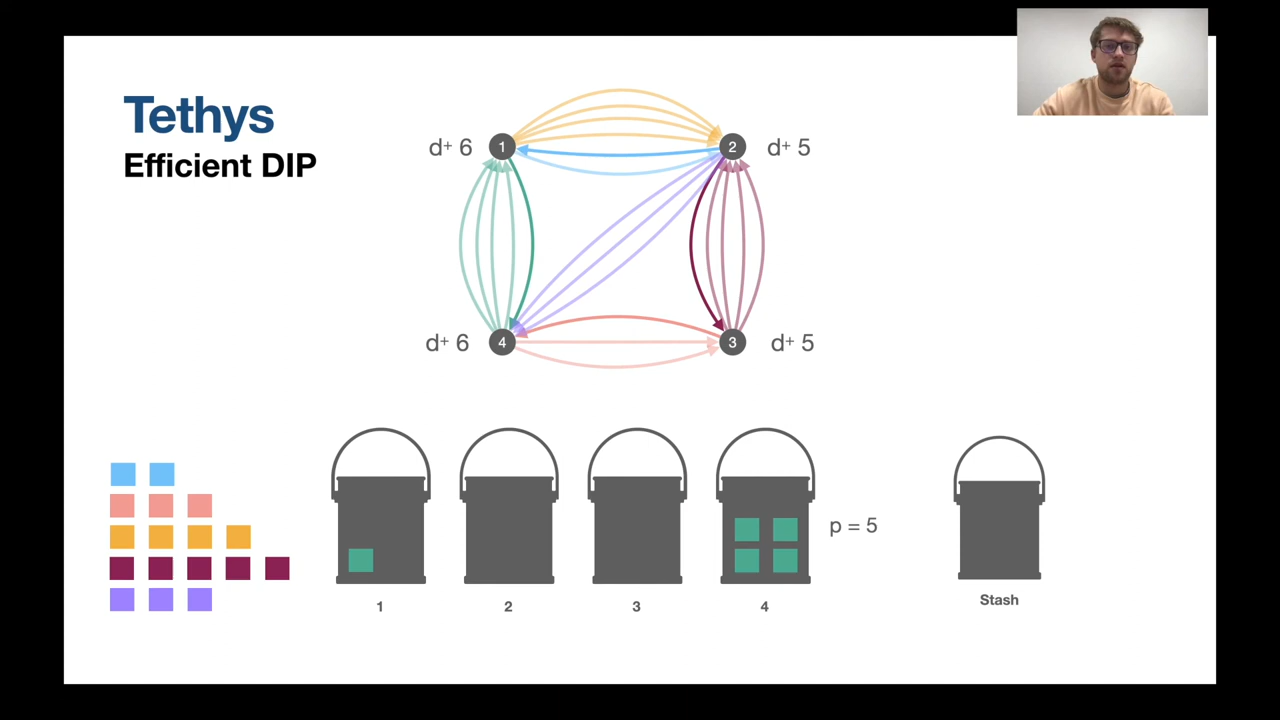 Tethys
Efficient DIP
d+ 6
1
2
d+ 5
d+ 6
4
3
d+ 5
p = 5
1
2
3
4
Stash